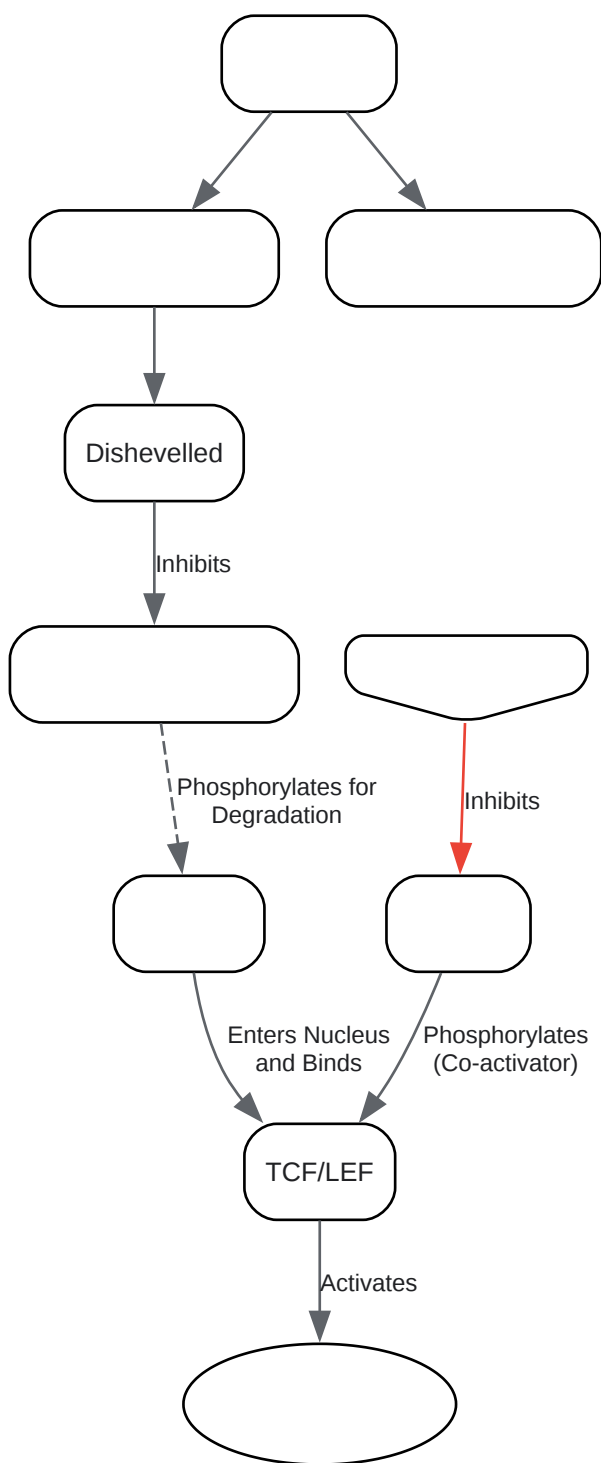 Dishevelled
Inhibits
Phosphorylates for
Degradation
Inhibits
Enters Nucleus
and Binds
Phosphorylates
(Co-activator)
TCF/LEF
Activates